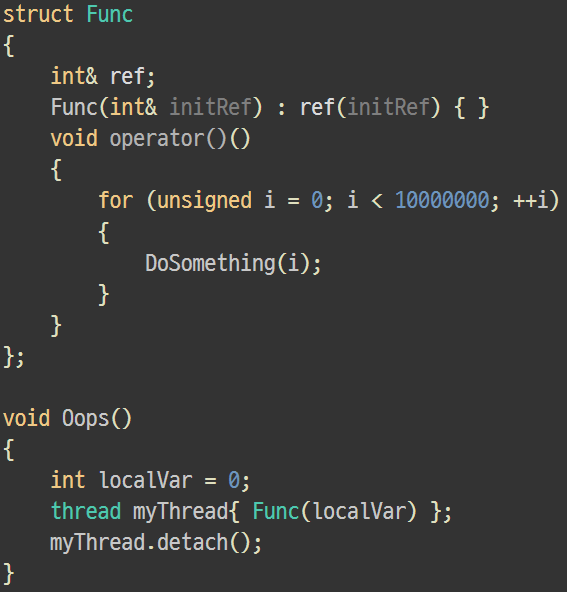 struct Func
{
    int& ref;
    Func(int& initRef) : ref(initRef) { }
    void operator()()
    {
        for (unsigned i = 0; i < 10000000; ++i)
        {
            DoSomething(i);
        }
    }
};

void Oops()
{
    int localVar = 0;
    thread myThread{ Func(localVar) };
    myThread.detach();
}